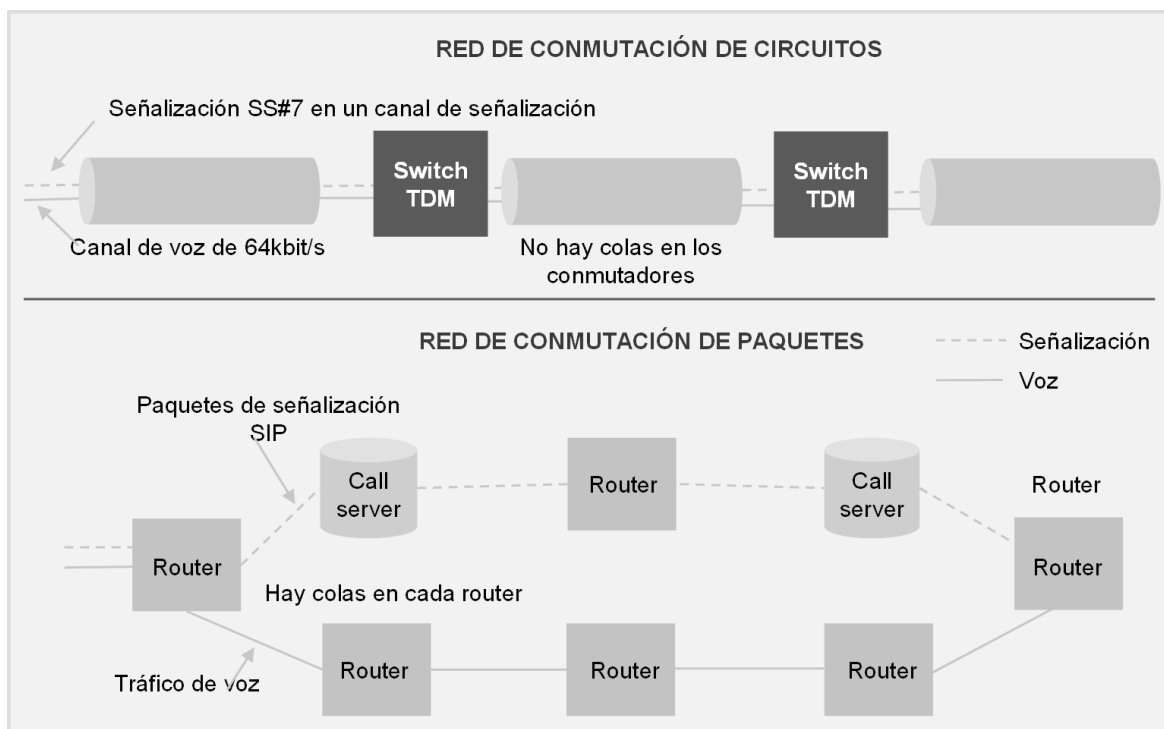 RED DE CONMUTACIÓN DE CIRCUITOS
Señalización SS#7 en un canal de señalización
Switch
TDM
Switch
TDM
Canal de voz de 64kbit/s
No hay colas en los
conmutadores
RED DE CONMUTACIÓN DE PAQUETES
Señalización
Voz
Paquetes de señalización
SIP
Call
server
Router
Call
server
Router
Router
Router
Hay colas en cada router
Router
Router
Router
Tráfico de voz